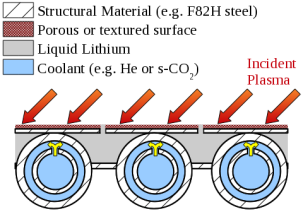 Structural Material (e.g. F82H steel)
Porous or textured surface
Liquid Lithium
Coolant (e.g. He or s-CO₂)
Incident
Plasma